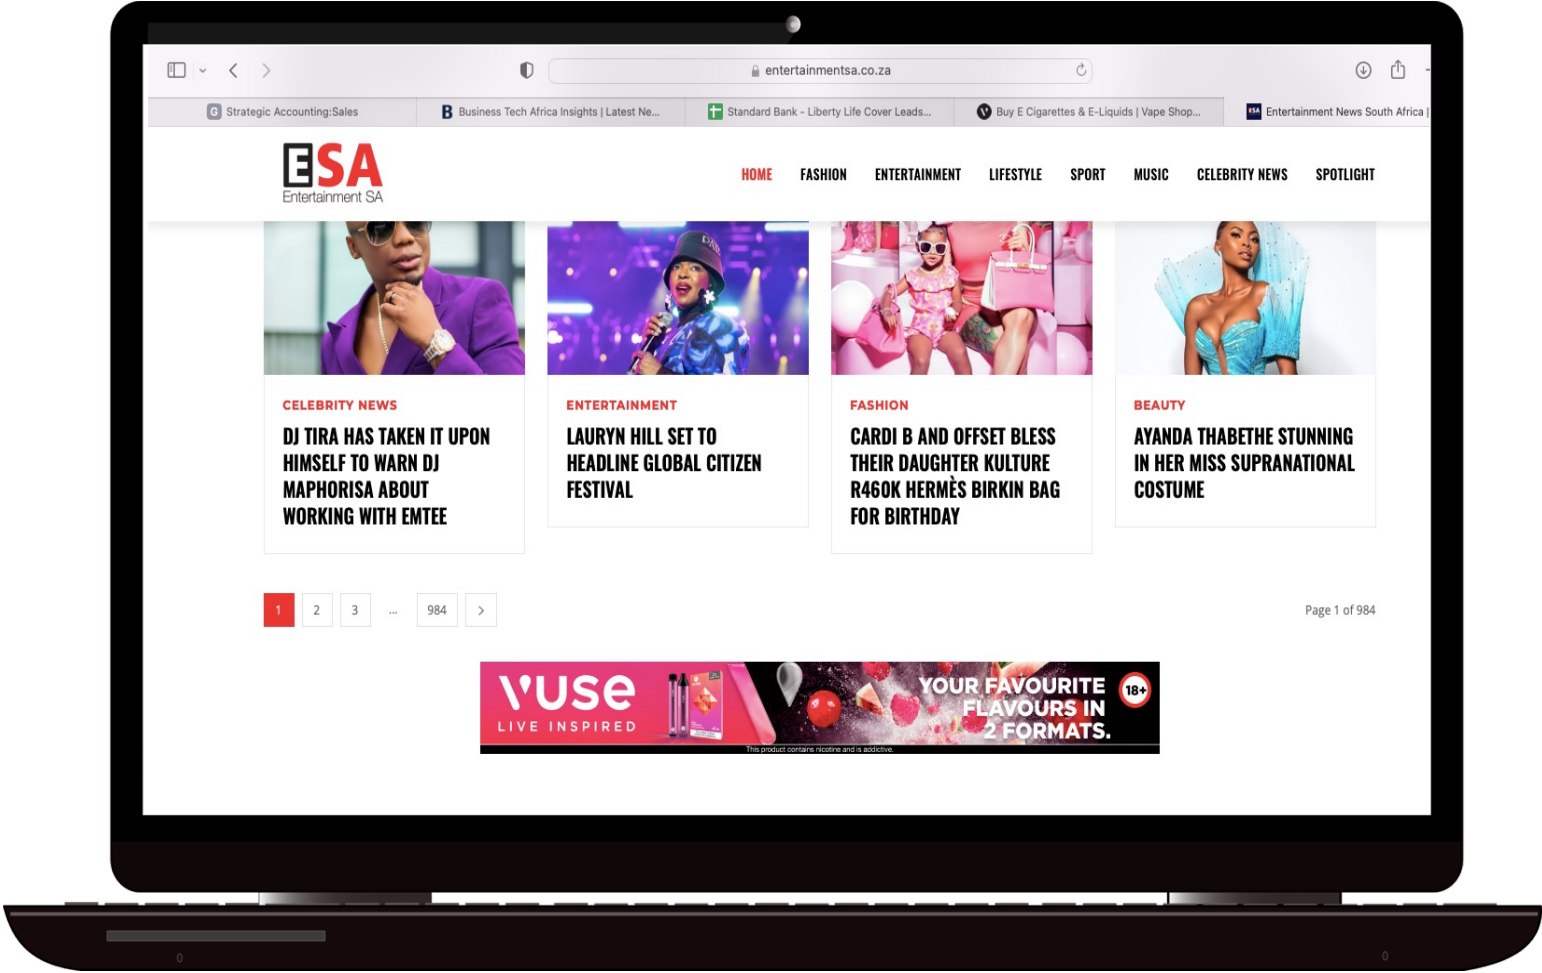 entertainmentsa.co.za
G Strategic Accounting:Sales
B Business Tech Africa Insights | Latest Ne...
Standard Bank - Liberty Life Cover Leads...
Buy E Cigarettes & E-Liquids | Vape Shop...
ESA Entertainment News South Africa |
ESA
Entertainment SA
HOME FASHION ENTERTAINMENT LIFESTYLE SPORT MUSIC CELEBRITY NEWS SPOTLIGHT
CELEBRITY NEWS
DJ TIRA HAS TAKEN IT UPON
HIMSELF TO WARN DJ
MAPHORISA ABOUT
WORKING WITH EMTEE
ENTERTAINMENT
LAURYN HILL SET TO
HEADLINE GLOBAL CITIZEN
FESTIVAL
FASHION
CARDI B AND OFFSET BLESS
THEIR DAUGHTER KULTURE
R460K HERMÈS BIRKIN BAG
FOR BIRTHDAY
BEAUTY
AYANDA THABETHE STUNNING
IN HER MISS SUPRANATIONAL
COSTUME
1 2 3 ... 984 >
Page 1 of 984
VUSE
LIVE INSPIRED
YOUR FAVOURITE
FLAVOURS IN
2 FORMATS.
18+
This product contains nicotine and is addictive.